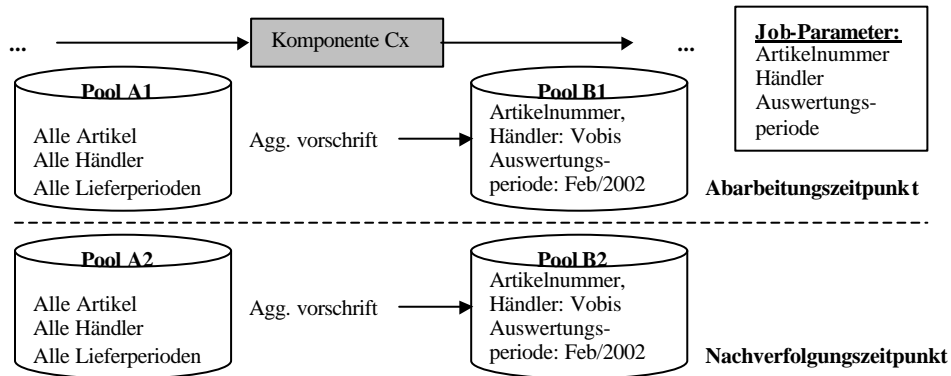 ... Komponente Cx ...
Job-Parameter:
Artikelnummer
Händler
Auswertungs-
periode
Pool A1
Alle Artikel
Alle Händler
Alle Lieferperioden
Agg. vorschrift
Pool B1
Artikelnummer,
Händler: Vobis
Auswertungs-
periode: Feb/2002
Abarbeitungszeitpunkt
Pool A2
Alle Artikel
Alle Händler
Alle Lieferperioden
Agg. vorschrift
Pool B2
Artikelnummer,
Händler: Vobis
Auswertungs-
periode: Feb/2002
Nachverfolgungszeitpunkt